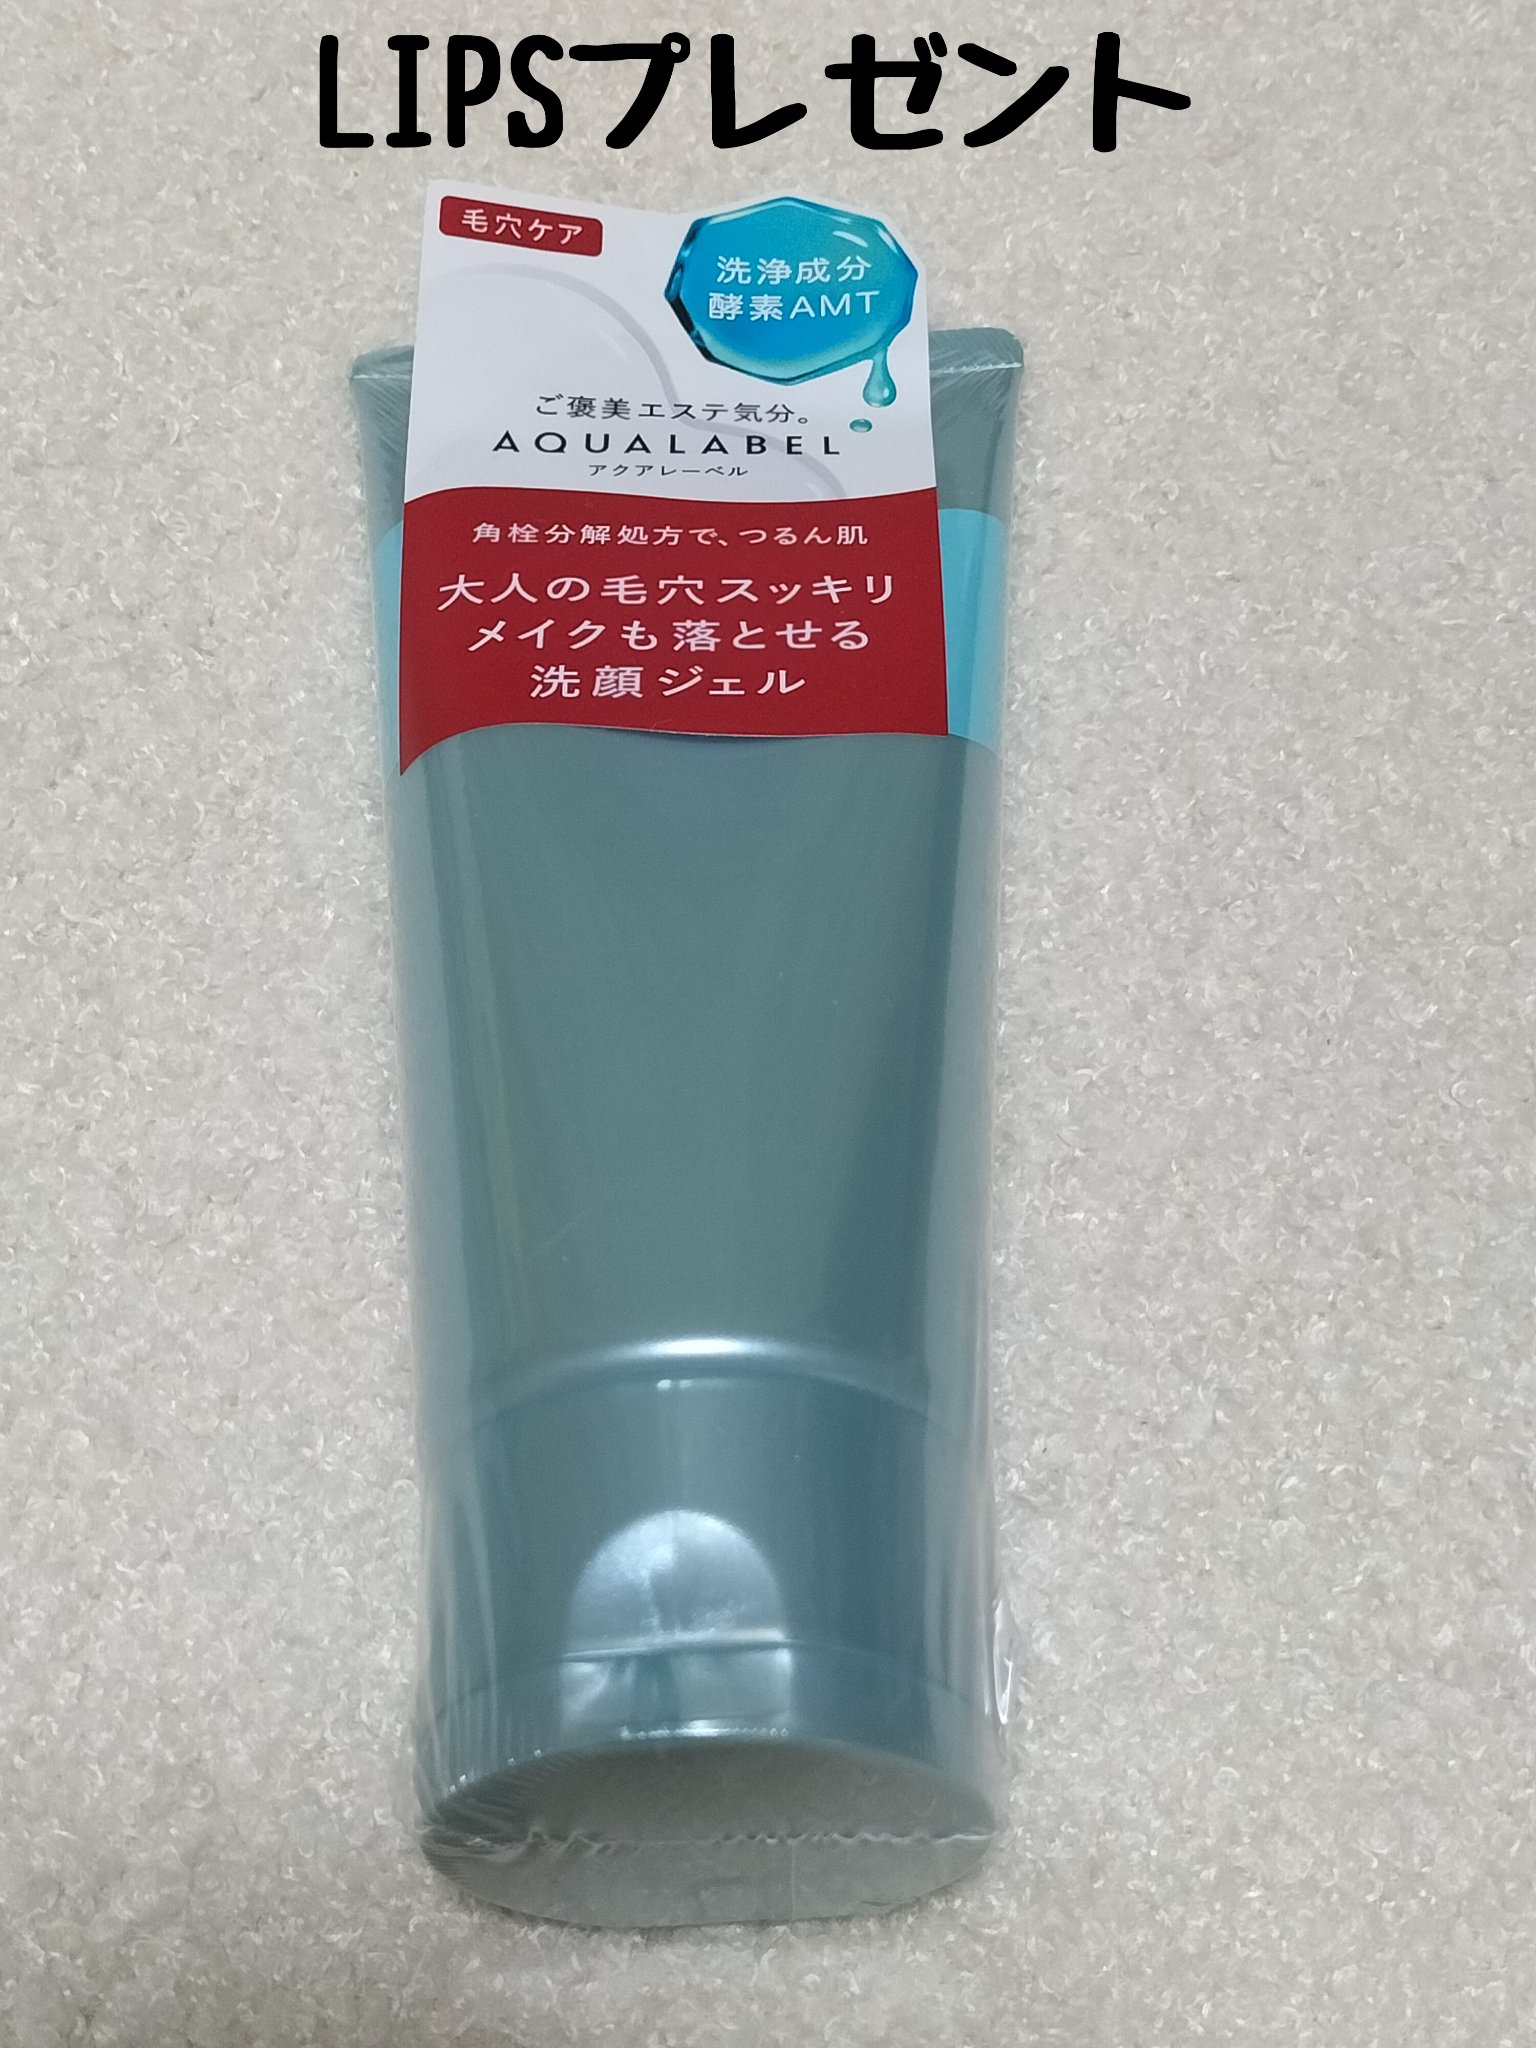 LIPSプレゼント
毛穴ケア
洗浄成分
酵素AMT
ご褒美エステ気分。
AQUALABEL
アクアレーベル
角栓分解処方で、つるん肌
大人の毛穴スッキリ
メイクも落とせる
洗顔ジェル